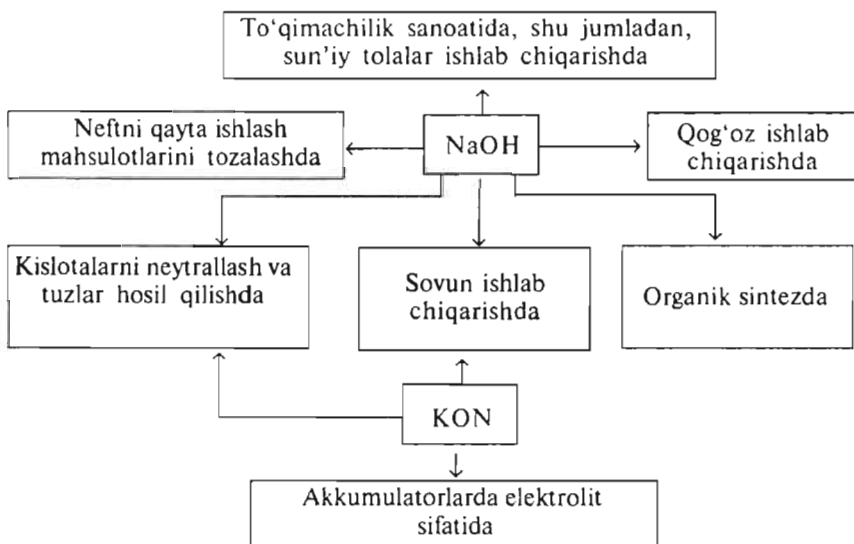 To‘qimachilik sanoatida, shu jumladan,
sun’iy tolalar ishlab chiqarishda
Neftni qayta ishlash
mahsulotlarini tozalashda
NaOH
Qog‘oz ishlab
chiqarishda
Kislotalarni neytrallash va
tuzlar hosil qilishda
Sovun ishlab
chiqarishda
Organik sintezda
KON
Akkumulatorlarda elektrolit
sifatida